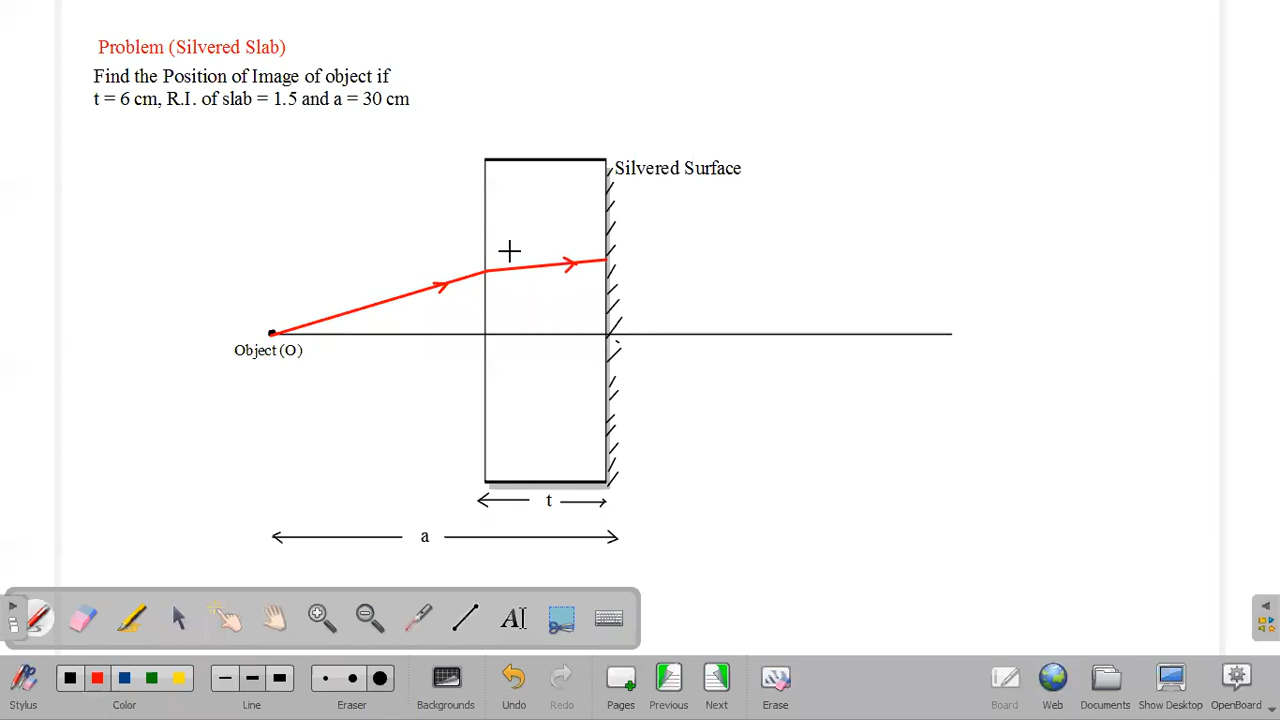 Problem (Silvered Slab)
Find the Position of Image of object if
t = 6 cm, R.I. of slab = 1.5 and a = 30 cm
Silvered Surface
Object (O)
t
a
AI
Stylus
Color
Line
Eraser
Backgrounds
Undo
Redo
Pages
Previous
Next
Erase
Board
Web
Documents
Show Desktop
OpenBoard